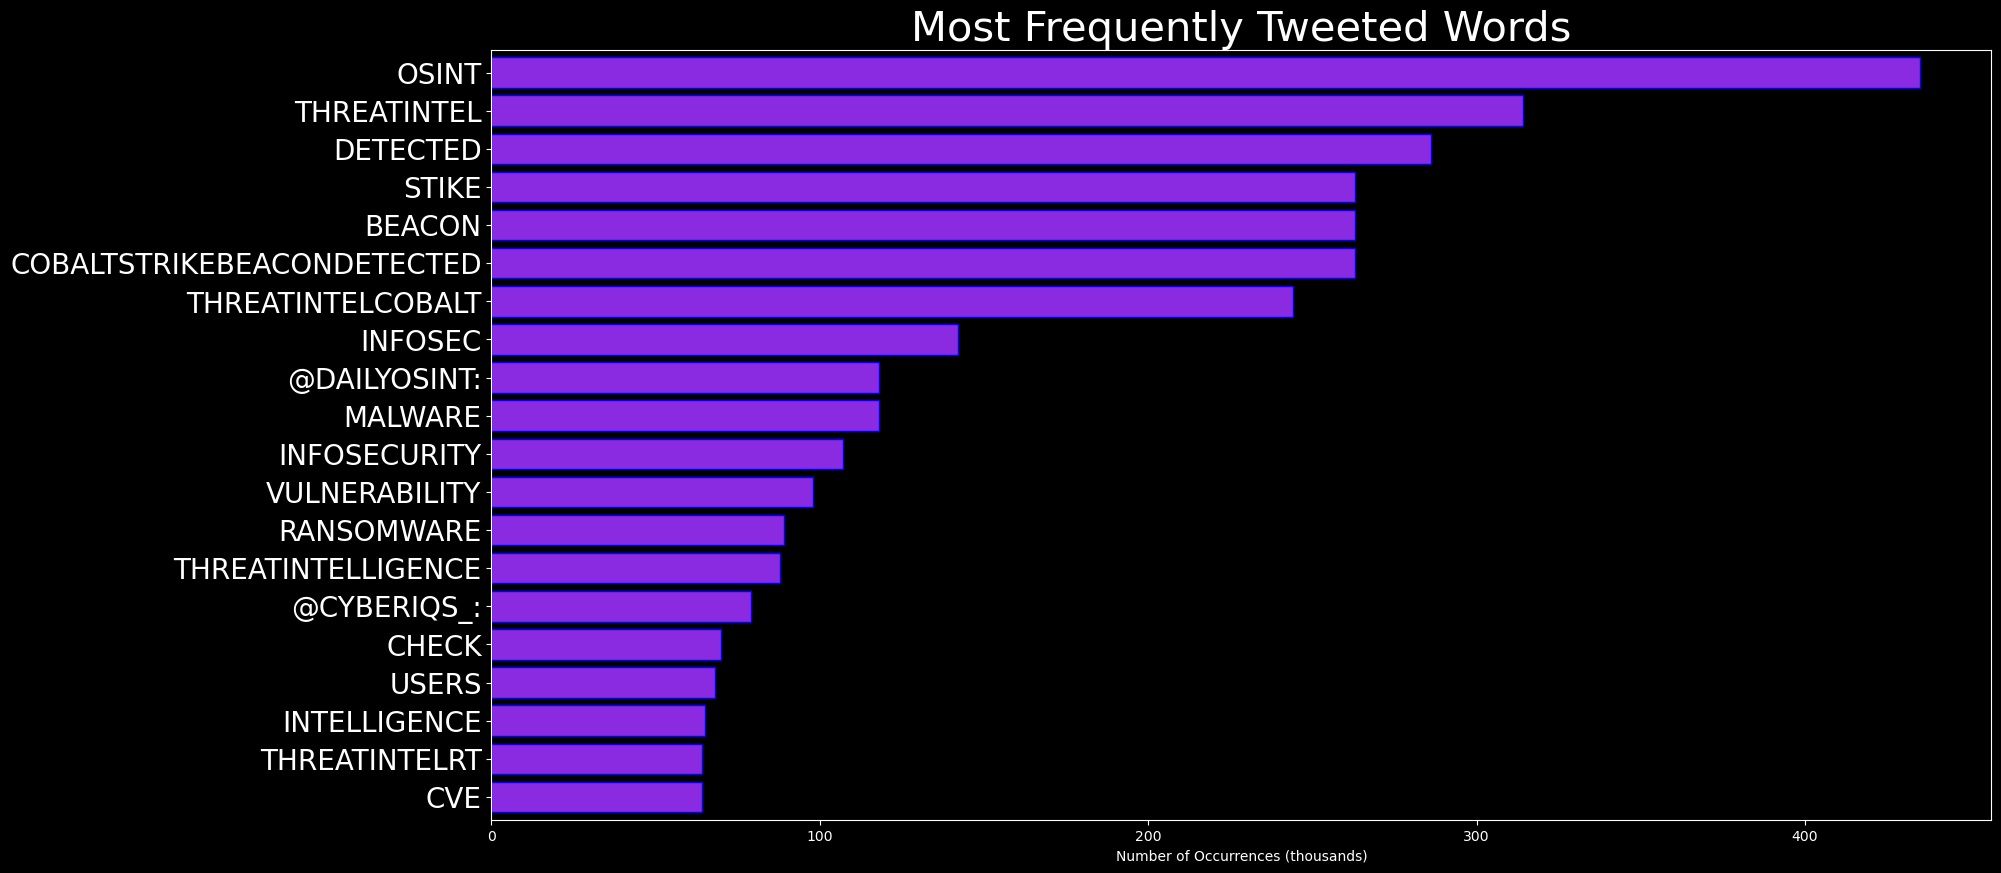 Most Frequently Tweeted Words
OSINT
THREATINTEL
DETECTED
STIKE
BEACON
COBALTSTRIKEBEACONDETECTED
THREATINTELCOBALT
INFOSEC
@DAILYOSINT:
MALWARE
INFOSECURITY
VULNERABILITY
RANSOMWARE
THREATINTELLIGENCE
@CYBERIQS_:
CHECK
USERS
INTELLIGENCE
THREATINTELRT
CVE
0 100 200 300 400
Number of Occurrences (thousands)